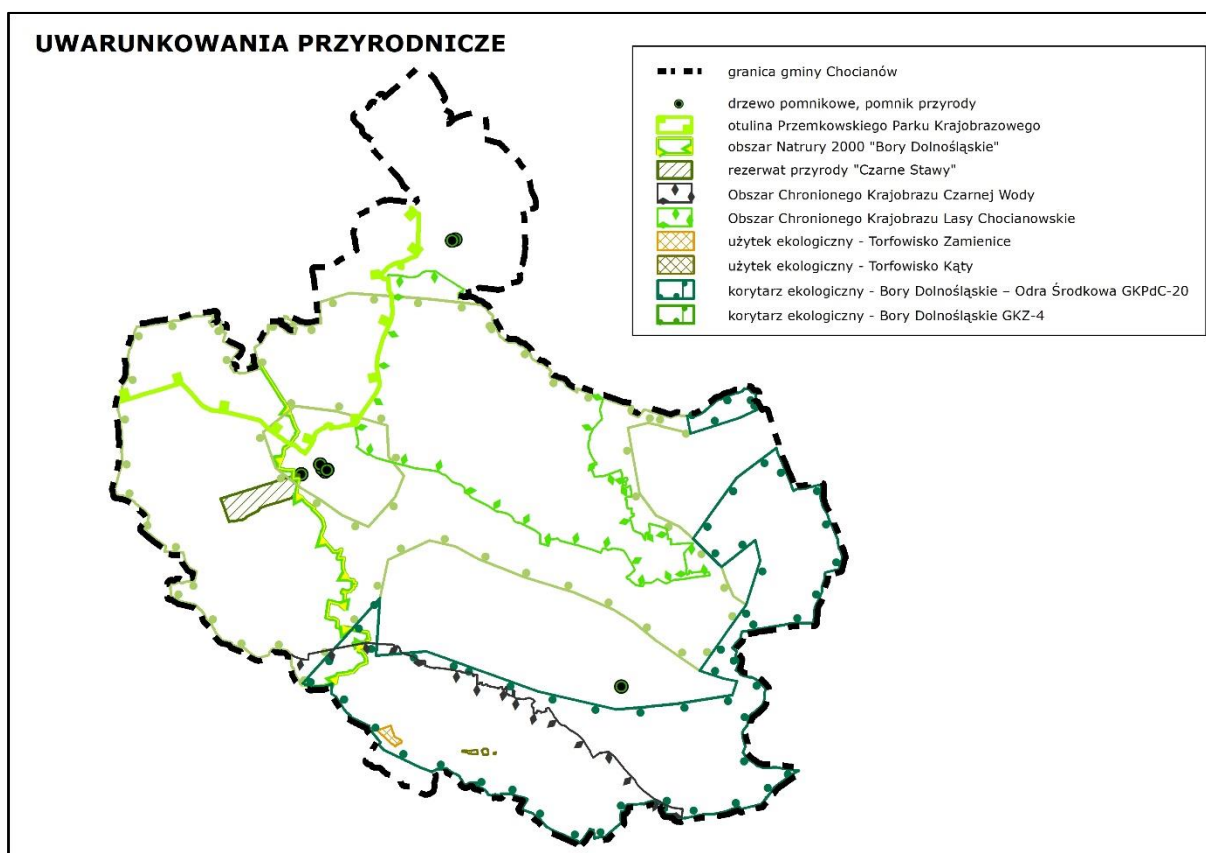 UWARUNKOWANIA PRZYRODNICZE
granica gminy Chocianów
drzewo pomnikowe, pomnik przyrody
otulina Przemkowskiego Parku Krajobrazowego
obszar Natrury 2000 "Bory Dolnośląskie"
rezerwat przyrody "Czarne Stawy"
Obszar Chronionego Krajobrazu Czarnej Wody
Obszar Chronionego Krajobrazu Lasy Chocianowskie
użytek ekologiczny - Torfowisko Zamienice
użytek ekologiczny - Torfowisko Kąty
korytarz ekologiczny - Bory Dolnośląskie – Odra Środkowa GKPdC-20
korytarz ekologiczny - Bory Dolnośląskie GKZ-4